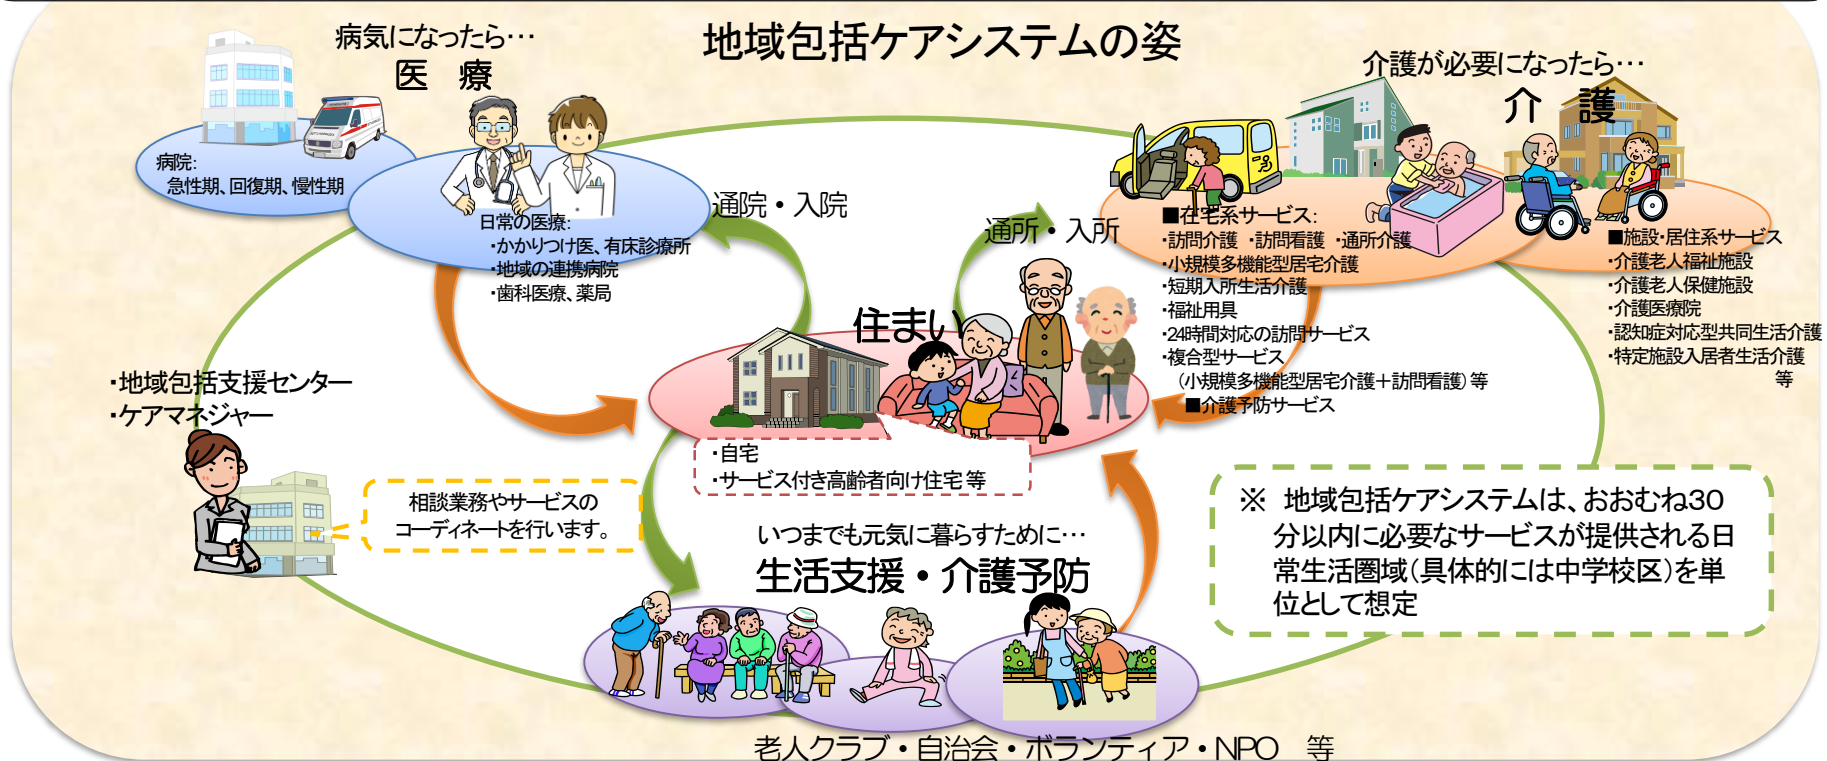 地域包括ケアシステムの姿
病気になったら…
医　療
病院:
急性期、回復期、慢性期
日常の医療:
・かかりつけ医、有床診療所
・地域の連携病院
・歯科医療、薬局
通院・入院
通所・入所
介護が必要になったら…
介　護
■在宅系サービス:
・訪問介護　・訪問看護　・通所介護
・小規模多機能型居宅介護
・短期入所生活介護
・福祉用具
・24時間対応の訪問サービス
・複合型サービス
（小規模多機能型居宅介護＋訪問看護）等
■介護予防サービス
■施設・居住系サービス
・介護老人福祉施設
・介護老人保健施設
・介護医療院
・認知症対応型共同生活介護
・特定施設入居者生活介護
等
住まい
・自宅
・サービス付き高齢者向け住宅 等
・地域包括支援センター
・ケアマネジャー
相談業務やサービスの
コーディネートを行います。
いつまでも元気に暮らすために…
生活支援・介護予防
老人クラブ・自治会・ボランティア・NPO　等
※　地域包括ケアシステムは、おおむね30
分以内に必要なサービスが提供される日
常生活圏域（具体的には中学校区）を単
位として想定